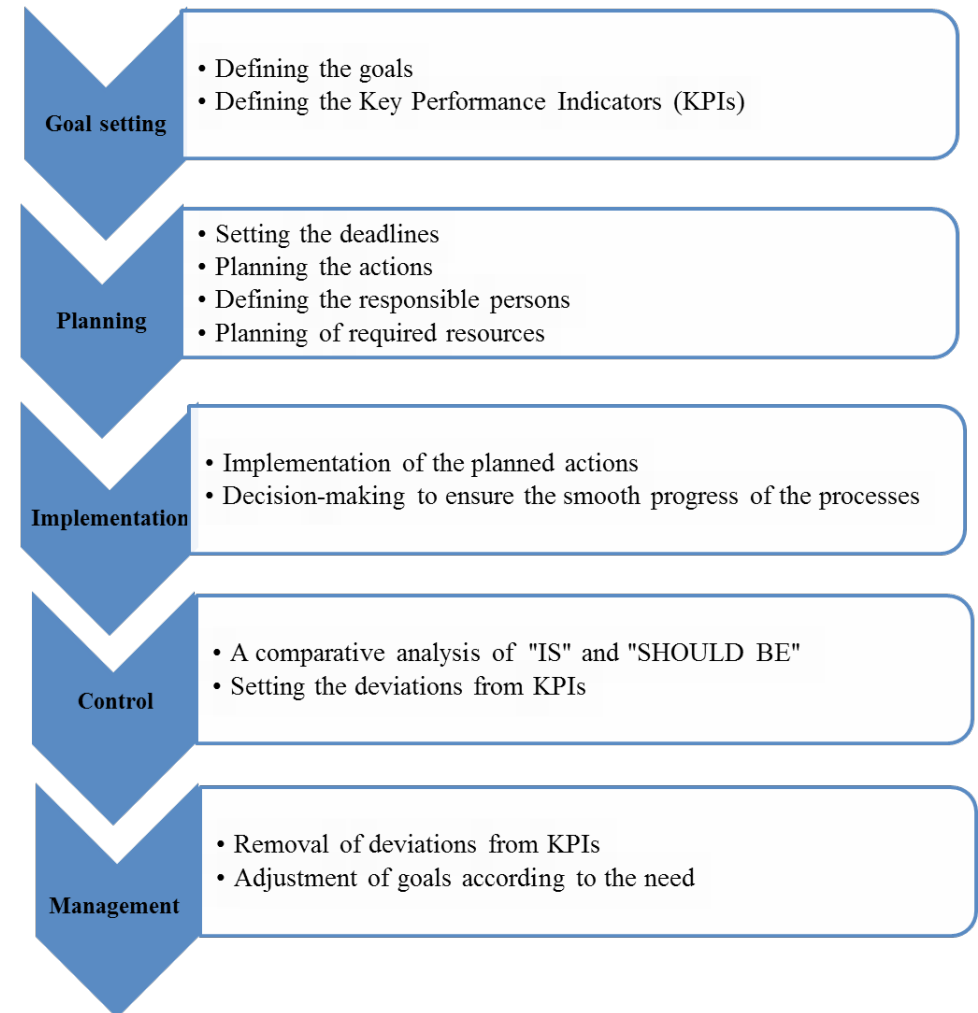 Goal setting
• Defining the goals
• Defining the Key Performance Indicators (KPIs)
Planning
• Setting the deadlines
• Planning the actions
• Defining the responsible persons
• Planning of required resources
Implementation
• Implementation of the planned actions
• Decision-making to ensure the smooth progress of the processes
Control
• A comparative analysis of "IS" and "SHOULD BE"
• Setting the deviations from KPIs
Management
• Removal of deviations from KPIs
• Adjustment of goals according to the need